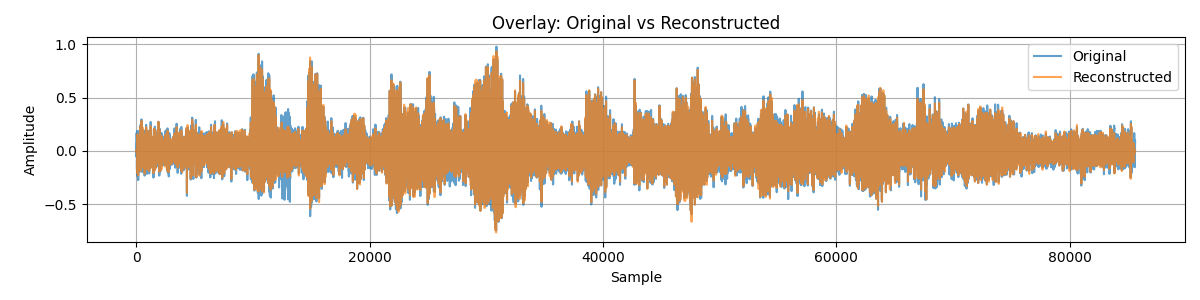 Overlay: Original vs Reconstructed
1.0
0.5
0.0
−0.5
Amplitude
Original
Reconstructed
0
20000
40000
60000
80000
Sample